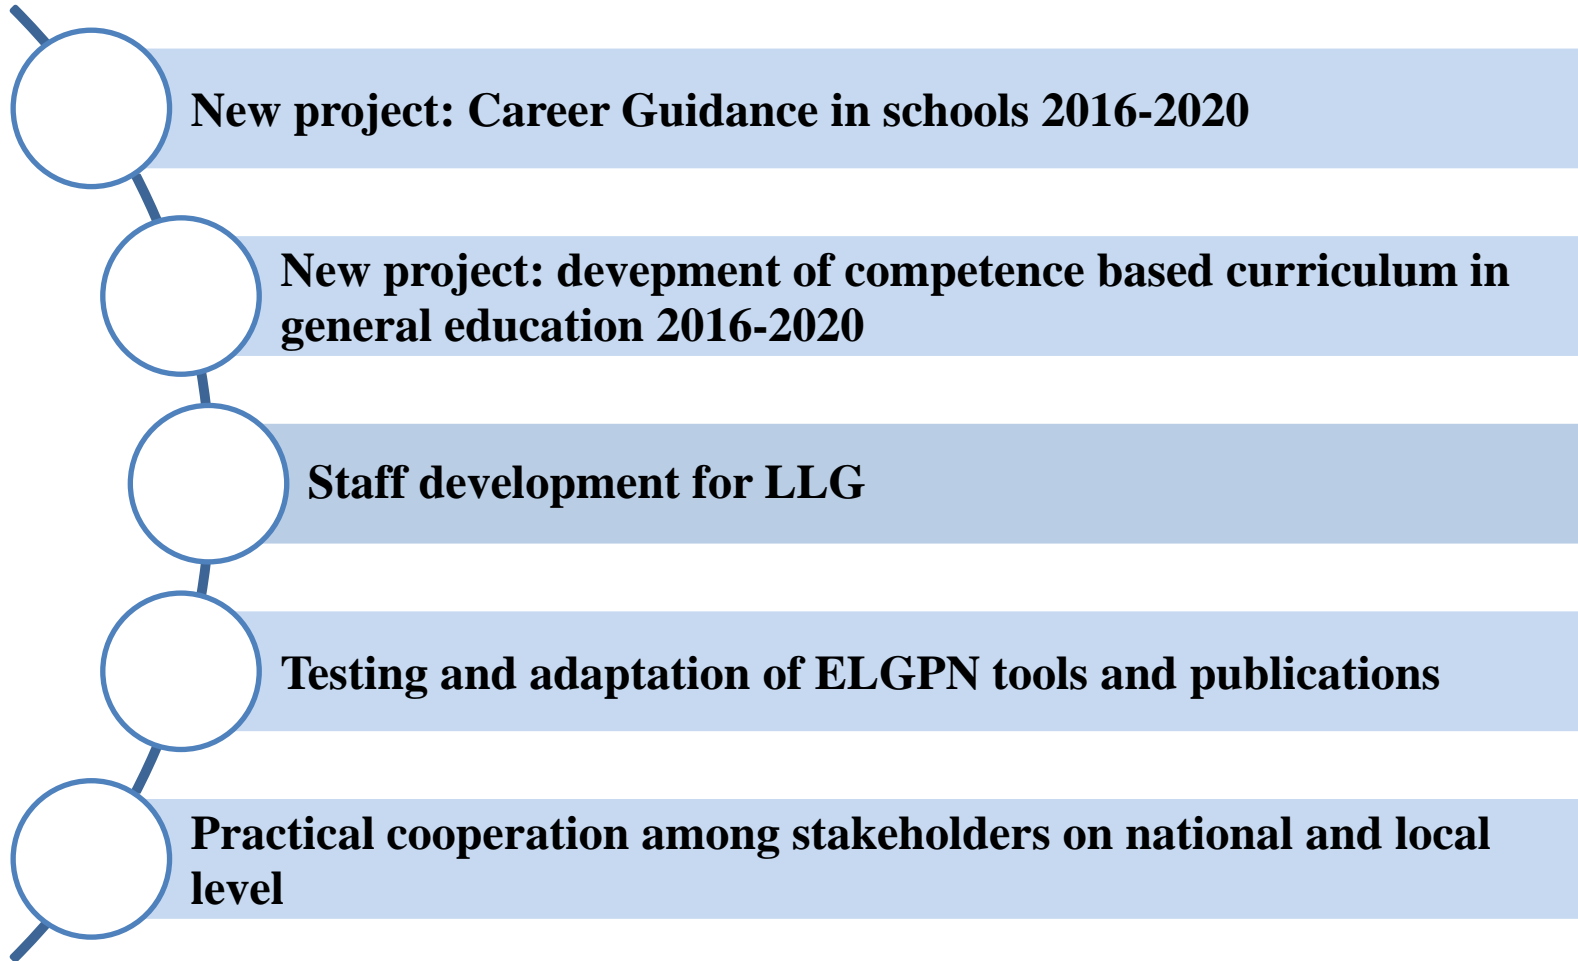 New project: Career Guidance in schools 2016-2020
New project: devepment of competence based curriculum in
general education 2016-2020
Staff development for LLG
Testing and adaptation of ELGPN tools and publications
Practical cooperation among stakeholders on national and local
level